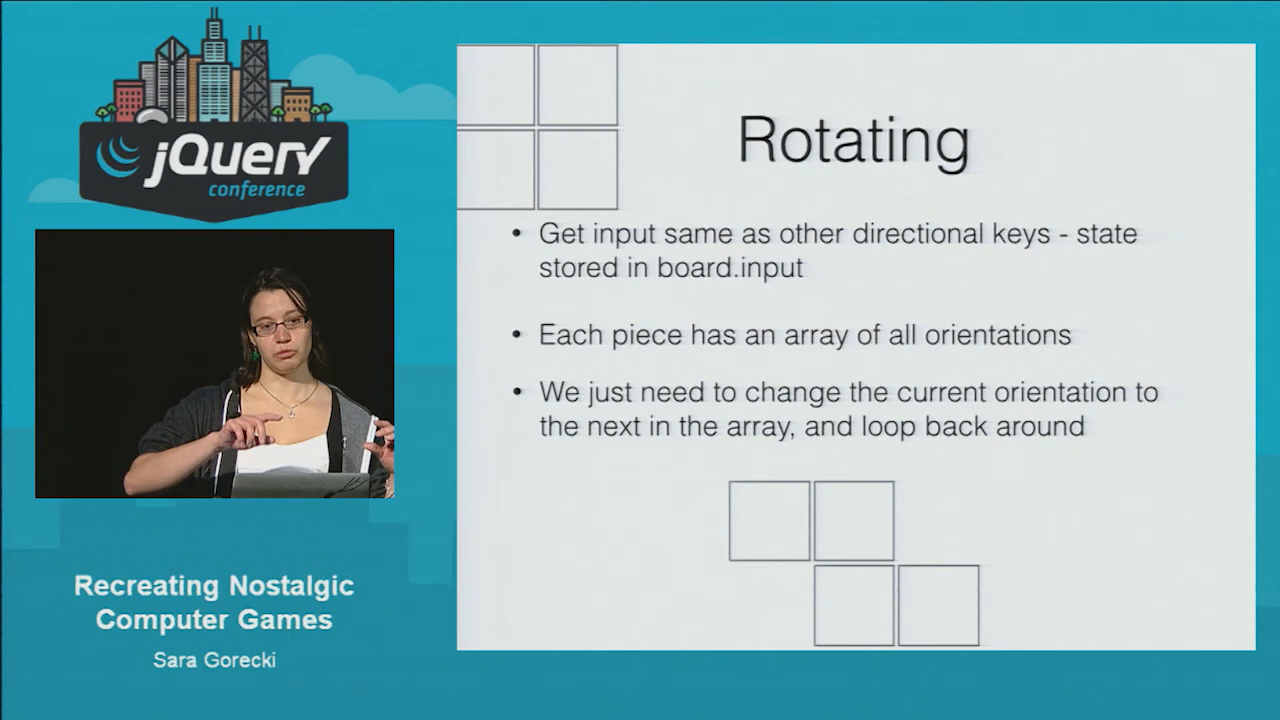 jQuery
conference
Rotating
• Get input same as other directional keys - state
stored in board.input
• Each piece has an array of all orientations
• We just need to change the current orientation to
the next in the array, and loop back around
Recreating Nostalgic
Computer Games
Sara Gorecki